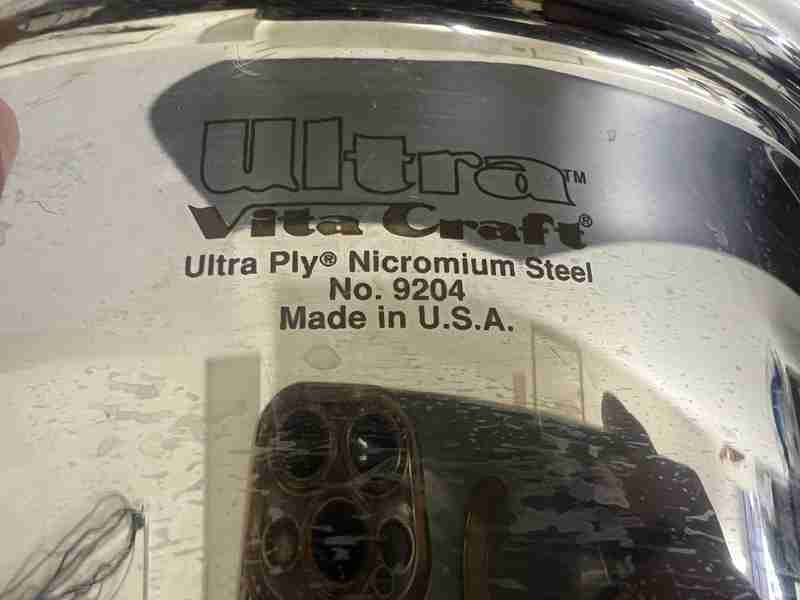 Ultra™
Vita Craft®
Ultra Ply® Nicromium Steel
No. 9204
Made in U.S.A.